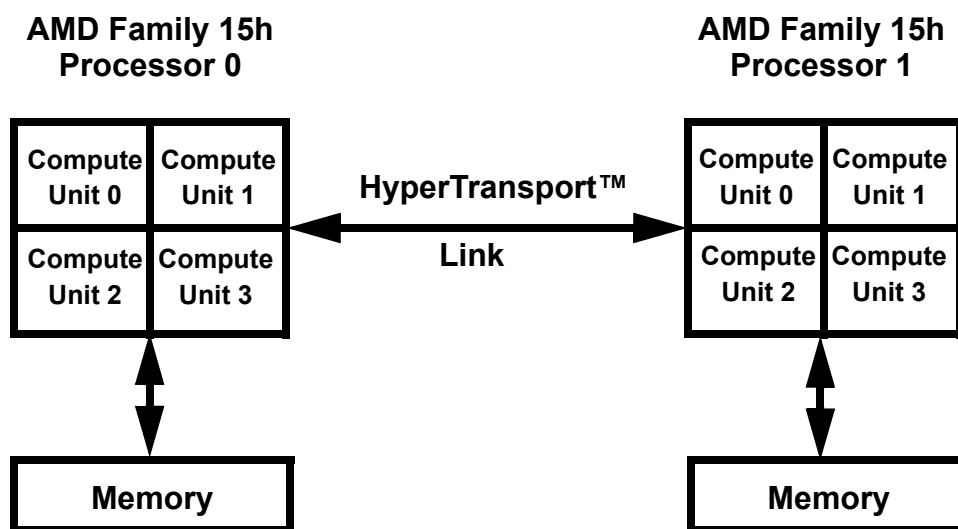 AMD Family 15h
Processor 0
AMD Family 15h
Processor 1
Compute
Unit 0
Compute
Unit 1
Compute
Unit 2
Compute
Unit 3
HyperTransport™
Link
Compute
Unit 0
Compute
Unit 1
Compute
Unit 2
Compute
Unit 3
Memory
Memory